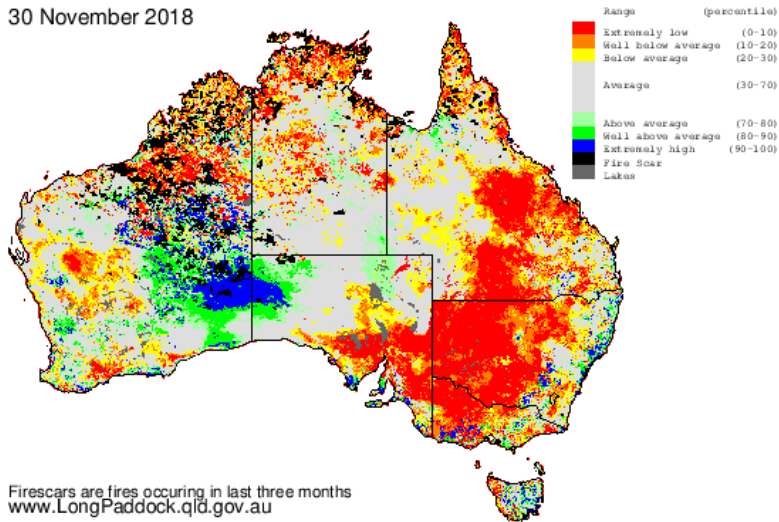 30 November 2018
Range (percentile)
Extremely low (0-10)
Well below average (10-20)
Below average (20-30)
Average (30-70)
Above average (70-80)
Well above average (80-90)
Extremely high (90-100)
Fire Scar
Lakes
Firescars are fires occuring in last three months
www.LongPaddock.qld.gov.au